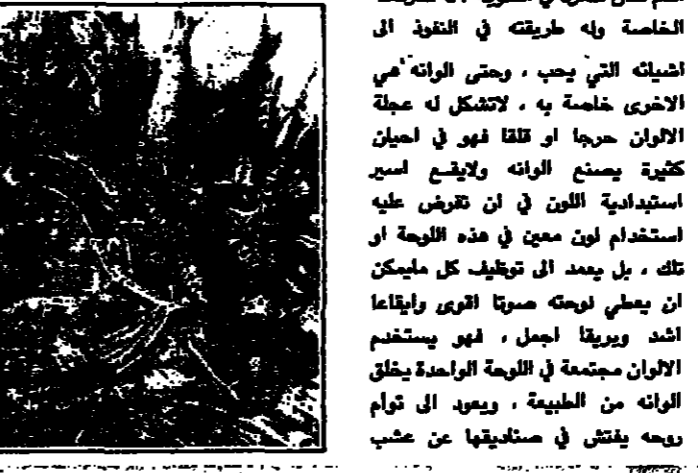 الخاصة وله طريقته في النفوذ الى
اشيائه التي يحب ، وحتى الوانه هي
الاخرى خاصة به ، لاتشكل له عجلة
الالوان حرجا او قلقا فهو في احيان
كثيرة يصنع الوانه ولايقع اسير
استبدادية اللون في ان تفرض عليه
استخدام لون معين في هذه اللوحة او
تلك ، بل يعمد الى توظيف كل مايمكن
ان يعطي لوحته صوتا اقوى وايقاعا
اشد وبريقا اجمل ، فهو يستخدم
الالوان مجتمعة في اللوحة الواحدة يخلق
الوانه من الطبيعة ، ويعود الى توأم
روحه يفتش في صناديقها عن عشب